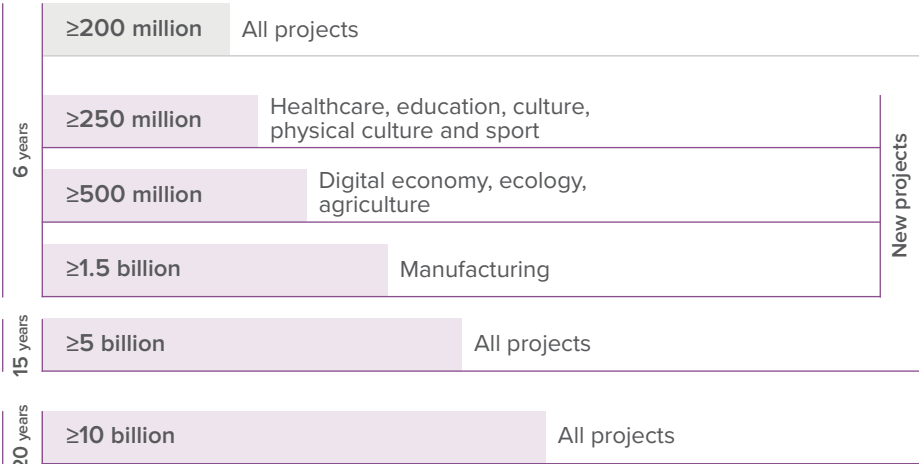 ≥200 million All projects
6 years
≥250 million Healthcare, education, culture,
physical culture and sport
≥500 million Digital economy, ecology,
agriculture
≥1.5 billion Manufacturing
New projects
15 years
≥5 billion All projects
20 years
≥10 billion All projects